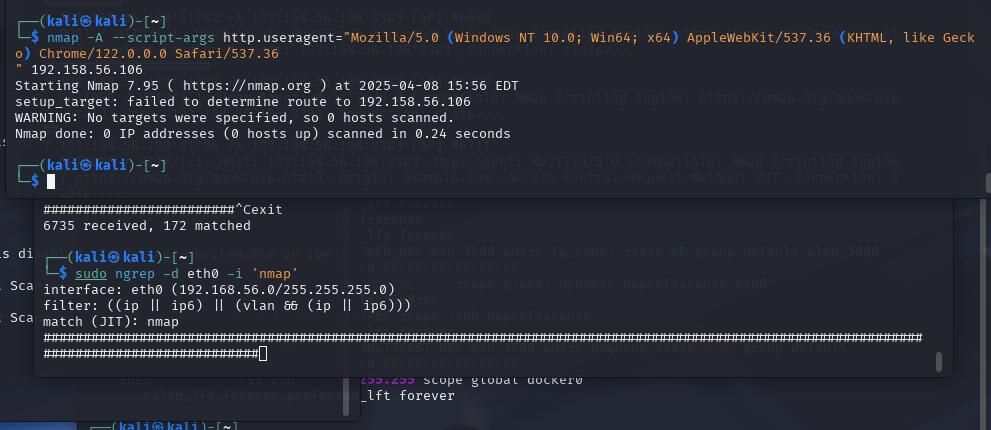 ┌──(kali㉿kali)-[~]
└─$ nmap -A --script-args http.useragent="Mozilla/5.0 (Windows NT 10.0; Win64; x64) AppleWebKit/537.36 (KHTML, like Geck
o) Chrome/122.0.0.0 Safari/537.36
" 192.158.56.106
Starting Nmap 7.95 ( https://nmap.org ) at 2025-04-08 15:56 EDT
setup_target: failed to determine route to 192.158.56.106
WARNING: No targets were specified, so 0 hosts scanned.
Nmap done: 0 IP addresses (0 hosts up) scanned in 0.24 seconds
┌──(kali㉿kali)-[~]
└─$
########################^Cexit
6735 received, 172 matched
┌──(kali㉿kali)-[~]
└─$ sudo ngrep -d eth0 -i 'nmap'
interface: eth0 (192.168.56.0/255.255.255.0)
filter: ((ip || ip6) || (vlan && (ip || ip6)))
match (JIT): nmap
##############################################################################################################
###########################
255.255 scope global docker0
valid_lft forever preferred_lft forever
┌──(kali㉿kali)-[~]